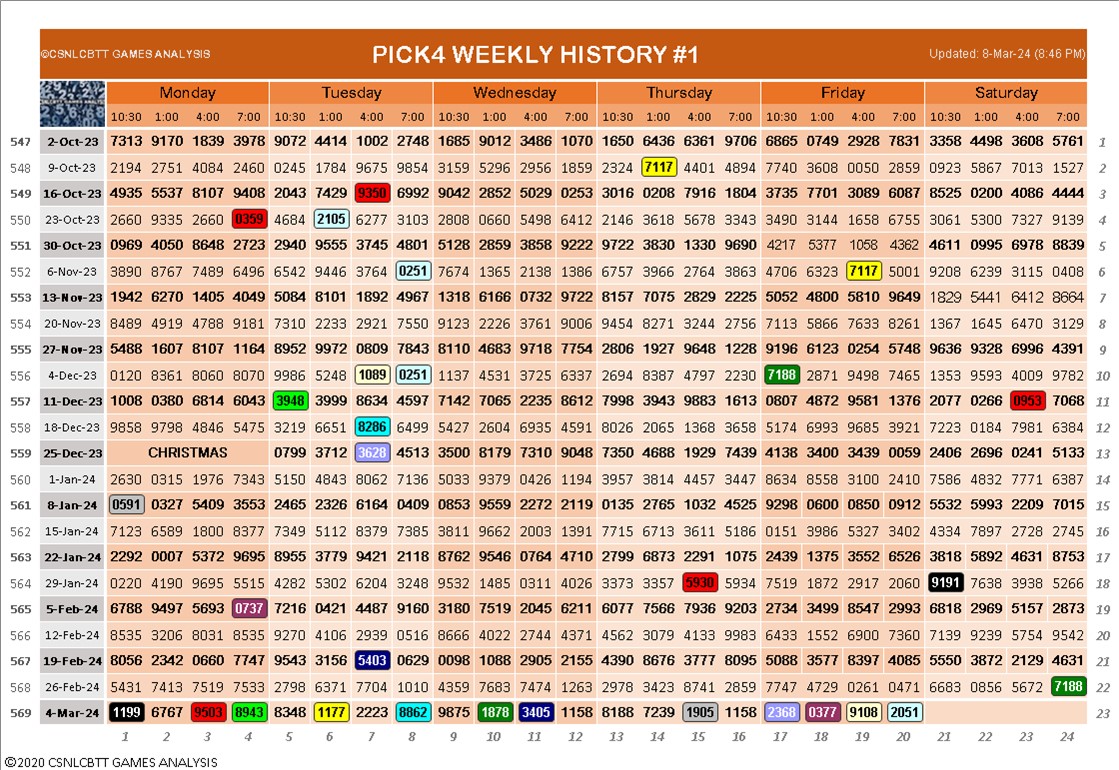 ©CSNLCBTT GAMES ANALYSIS PICK4 WEEKLY HISTORY #1 Updated: 8-Mar-24 (8:46 PM)
Monday Tuesday Wednesday Thursday Friday Saturday
10:30 1:00 4:00 7:00 10:30 1:00 4:00 7:00 10:30 1:00 4:00 7:00 10:30 1:00 4:00 7:00 10:30 1:00 4:00 7:00 10:30 1:00 4:00 7:00
547 2-Oct-23 7313 9170 1839 3978 9072 4414 1002 2748 1685 9012 3486 1070 1650 6436 6361 9706 6865 0749 2928 7831 3358 4498 3608 5761 1
548 9-Oct-23 2194 2751 4084 2460 0245 1784 9675 9854 3159 5296 2956 1859 2324 7117 4401 4894 7740 3608 0050 2859 0923 5867 7013 1527 2
549 16-Oct-23 4935 5537 8107 9408 2043 7429 9350 6992 9042 2852 5029 0253 3016 0208 7916 1804 3735 7701 3089 6087 8525 0200 4086 4444 3
550 23-Oct-23 2660 9335 2660 0359 4684 2105 6277 3103 2808 0660 5498 6412 2146 3618 5678 3343 3490 3144 1658 6755 3061 5300 7327 9139 4
551 30-Oct-23 0969 4050 8648 2723 2940 9555 3745 4801 5128 2859 3858 9222 9722 3830 1330 9690 4217 5377 1058 4362 4611 0995 6978 8839 5
552 6-Nov-23 3890 8767 7489 6496 6542 9446 3764 0251 7674 1365 2138 1386 6757 3966 2764 3863 4706 6323 7117 5001 9208 6239 3115 0408 6
553 13-Nov-23 1942 6270 1405 4049 5084 8101 1892 4967 1318 6166 0732 9722 8157 7075 2829 2225 5052 4800 5810 9649 1829 5441 6412 8664 7
554 20-Nov-23 8489 4919 4788 9181 7310 2233 2921 7550 9123 2226 3761 9006 9454 8271 3244 2756 7113 5866 7633 8261 1367 1645 6470 3129 8
555 27-Nov-23 5488 1607 8107 1164 8952 9972 0809 7843 8110 4683 9718 7754 2806 1927 9648 1228 9196 6123 0254 5748 9636 9328 6996 4391 9
556 4-Dec-23 0120 8361 8060 8070 9986 5248 1089 0251 1137 4531 3725 6337 2694 8387 4797 2230 7188 2871 9498 7465 1353 9593 4009 9782 10
557 11-Dec-23 1008 0380 6814 6043 3948 3999 8634 4597 7142 7065 2235 8612 7998 3943 9883 1613 0807 4872 9581 1376 2077 0266 0953 7068 11
558 18-Dec-23 9858 9798 4846 5475 3219 6651 8286 6499 5427 2604 6935 4591 8026 2065 1368 3658 5174 6993 9685 3921 7223 0184 7981 6384 12
559 25-Dec-23 CHRISTMAS 0799 3712 3628 4513 3500 8179 7310 9048 7350 4688 1929 7439 4138 3400 3439 0059 2406 2696 0241 5133 13
560 1-Jan-24 2630 0315 1976 7343 5150 4843 8062 7136 5033 9379 0426 1194 3957 3814 4457 3447 8634 8558 3100 2410 7586 4832 7771 6387 14
561 8-Jan-24 0591 0327 5409 3553 2465 2326 6164 0409 0853 9559 2272 2119 0135 2765 1032 4525 9298 0600 0850 0912 5532 5993 2209 7015 15
562 15-Jan-24 7123 6589 1800 8377 7349 5112 8379 7385 3811 9662 2003 1391 7715 6713 3611 5186 0151 3986 5327 3402 4334 7897 2728 2745 16
563 22-Jan-24 2292 0007 5372 9695 8955 3779 9421 2118 8762 9546 0764 4710 2799 6873 2291 1075 2439 1375 3552 6526 3818 5892 4631 8753 17
564 29-Jan-24 0220 4190 9695 5515 4282 5302 6204 3248 9532 1485 0311 4026 3373 3357 5930 5934 7519 1872 2917 2060 9191 7638 3938 5266 18
565 5-Feb-24 6788 9497 5693 0737 7216 0421 4487 9160 3180 7519 2045 6211 6077 7566 7936 9203 2734 3499 8547 2993 6818 2969 5157 2873 19
566 12-Feb-24 8535 3206 8031 8535 9270 4106 2939 0516 8666 4022 2744 4371 4562 3079 4133 9983 6433 1552 6900 7360 7139 9239 5754 9542 20
567 19-Feb-24 8056 2342 0660 7747 9543 3156 5403 0629 0098 1088 2905 2155 4390 8676 3777 8095 5088 3577 8397 4085 5550 3872 2129 4631 21
568 26-Feb-24 5431 7413 7519 7533 2798 6371 7704 1010 4359 7683 7474 1263 2978 3423 8741 2859 7747 4729 0261 0471 6683 0856 5672 7188 22
569 4-Mar-24 1199 6767 9503 8943 8348 1177 2223 8862 9875 1878 3405 1158 8188 7239 1905 1158 2368 0377 9108 2051 23
1 2 3 4 5 6 7 8 9 10 11 12 13 14 15 16 17 18 19 20 21 22 23 24
©2020 CSNLCBTT GAMES ANALYSIS